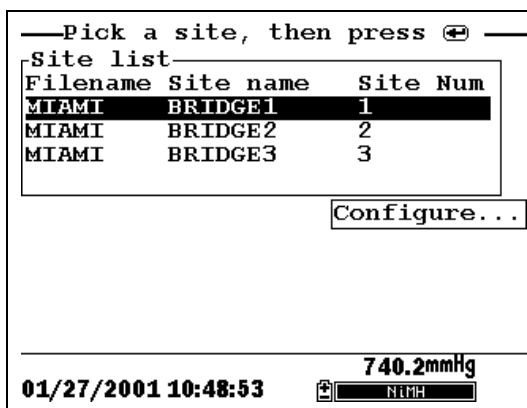 Pick a site, then press
Site list
Filename Site name Site Num
MIAMI BRIDGE1 1
MIAMI BRIDGE2 2
MIAMI BRIDGE3 3
Configure...
740.2mmHg
01/27/2001 10:48:53 NiMH